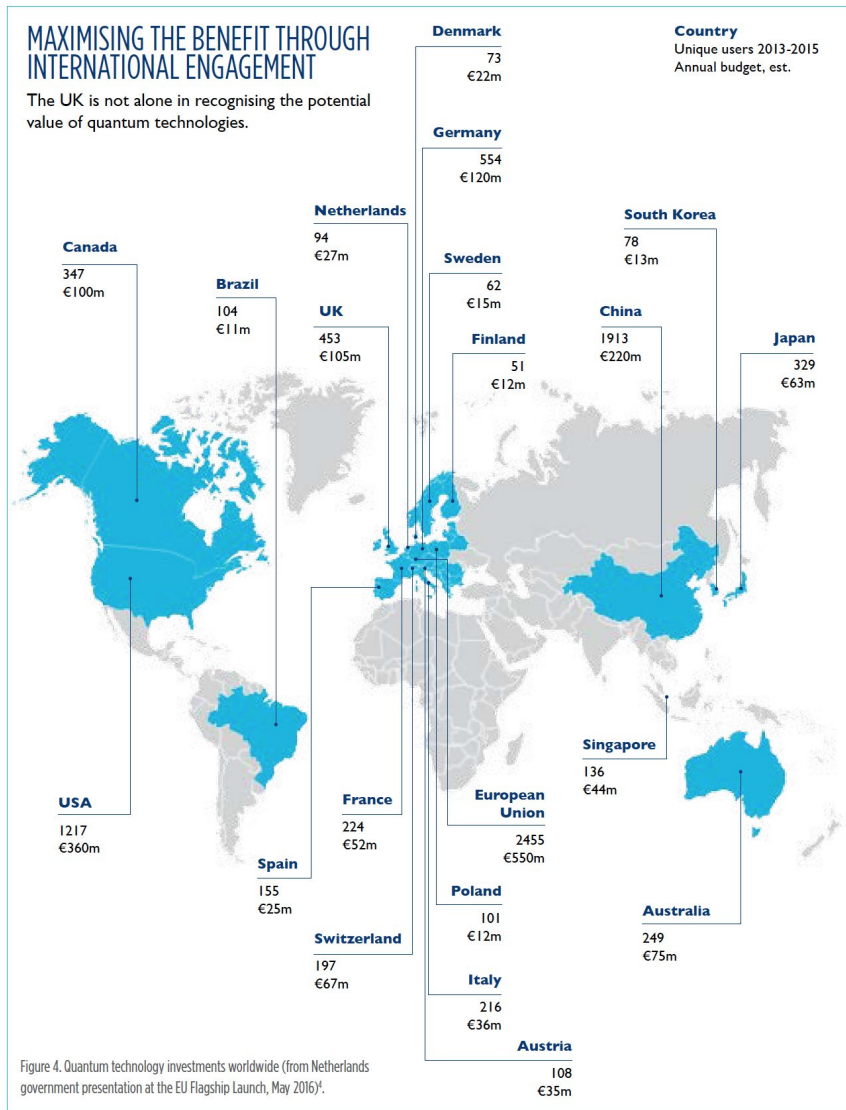 MAXIMISING THE BENEFIT THROUGH
INTERNATIONAL ENGAGEMENT
The UK is not alone in recognising the potential
value of quantum technologies.
Country
Unique users 2013-2015
Annual budget, est.
Denmark
73
€22m
Germany
554
€120m
Netherlands
94
€27m
South Korea
78
€13m
Canada
347
€100m
Sweden
62
€15m
Brazil
104
€11m
UK
453
€105m
China
1913
€220m
Finland
51
€12m
Japan
329
€63m
Singapore
136
€44m
USA
1217
€360m
France
224
€52m
European
Union
2455
€550m
Spain
155
€25m
Poland
101
€12m
Australia
249
€75m
Switzerland
197
€67m
Italy
216
€36m
Austria
108
€35m
Figure 4. Quantum technology investments worldwide (from Netherlands
government presentation at the EU Flagship Launch, May 2016)⁴.